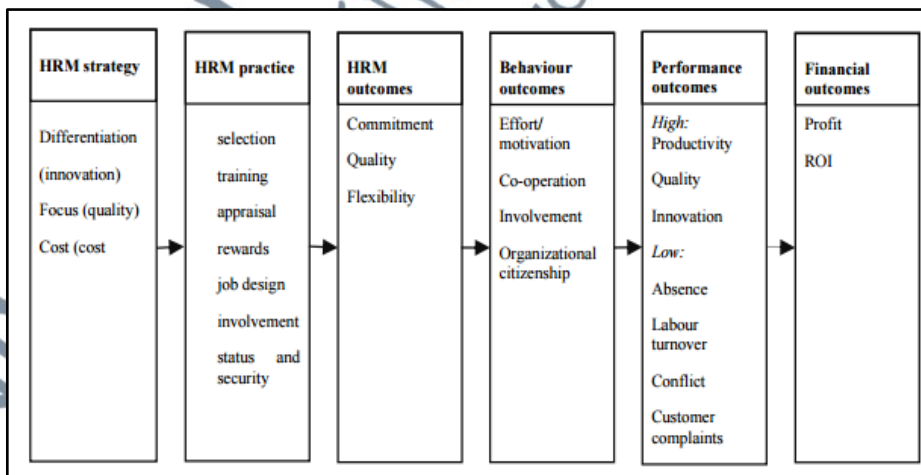 HRM strategy
Differentiation
(innovation)
Focus (quality)
Cost (cost
HRM practice
selection
training
appraisal
rewards
job design
involvement
status and
security
HRM
outcomes
Commitment
Quality
Flexibility
Behaviour
outcomes
Effort/
motivation
Co-operation
Involvement
Organizational
citizenship
Performance
outcomes
High:
Productivity
Quality
Innovation
Low:
Absence
Labour
turnover
Conflict
Customer
complaints
Financial
outcomes
Profit
ROI